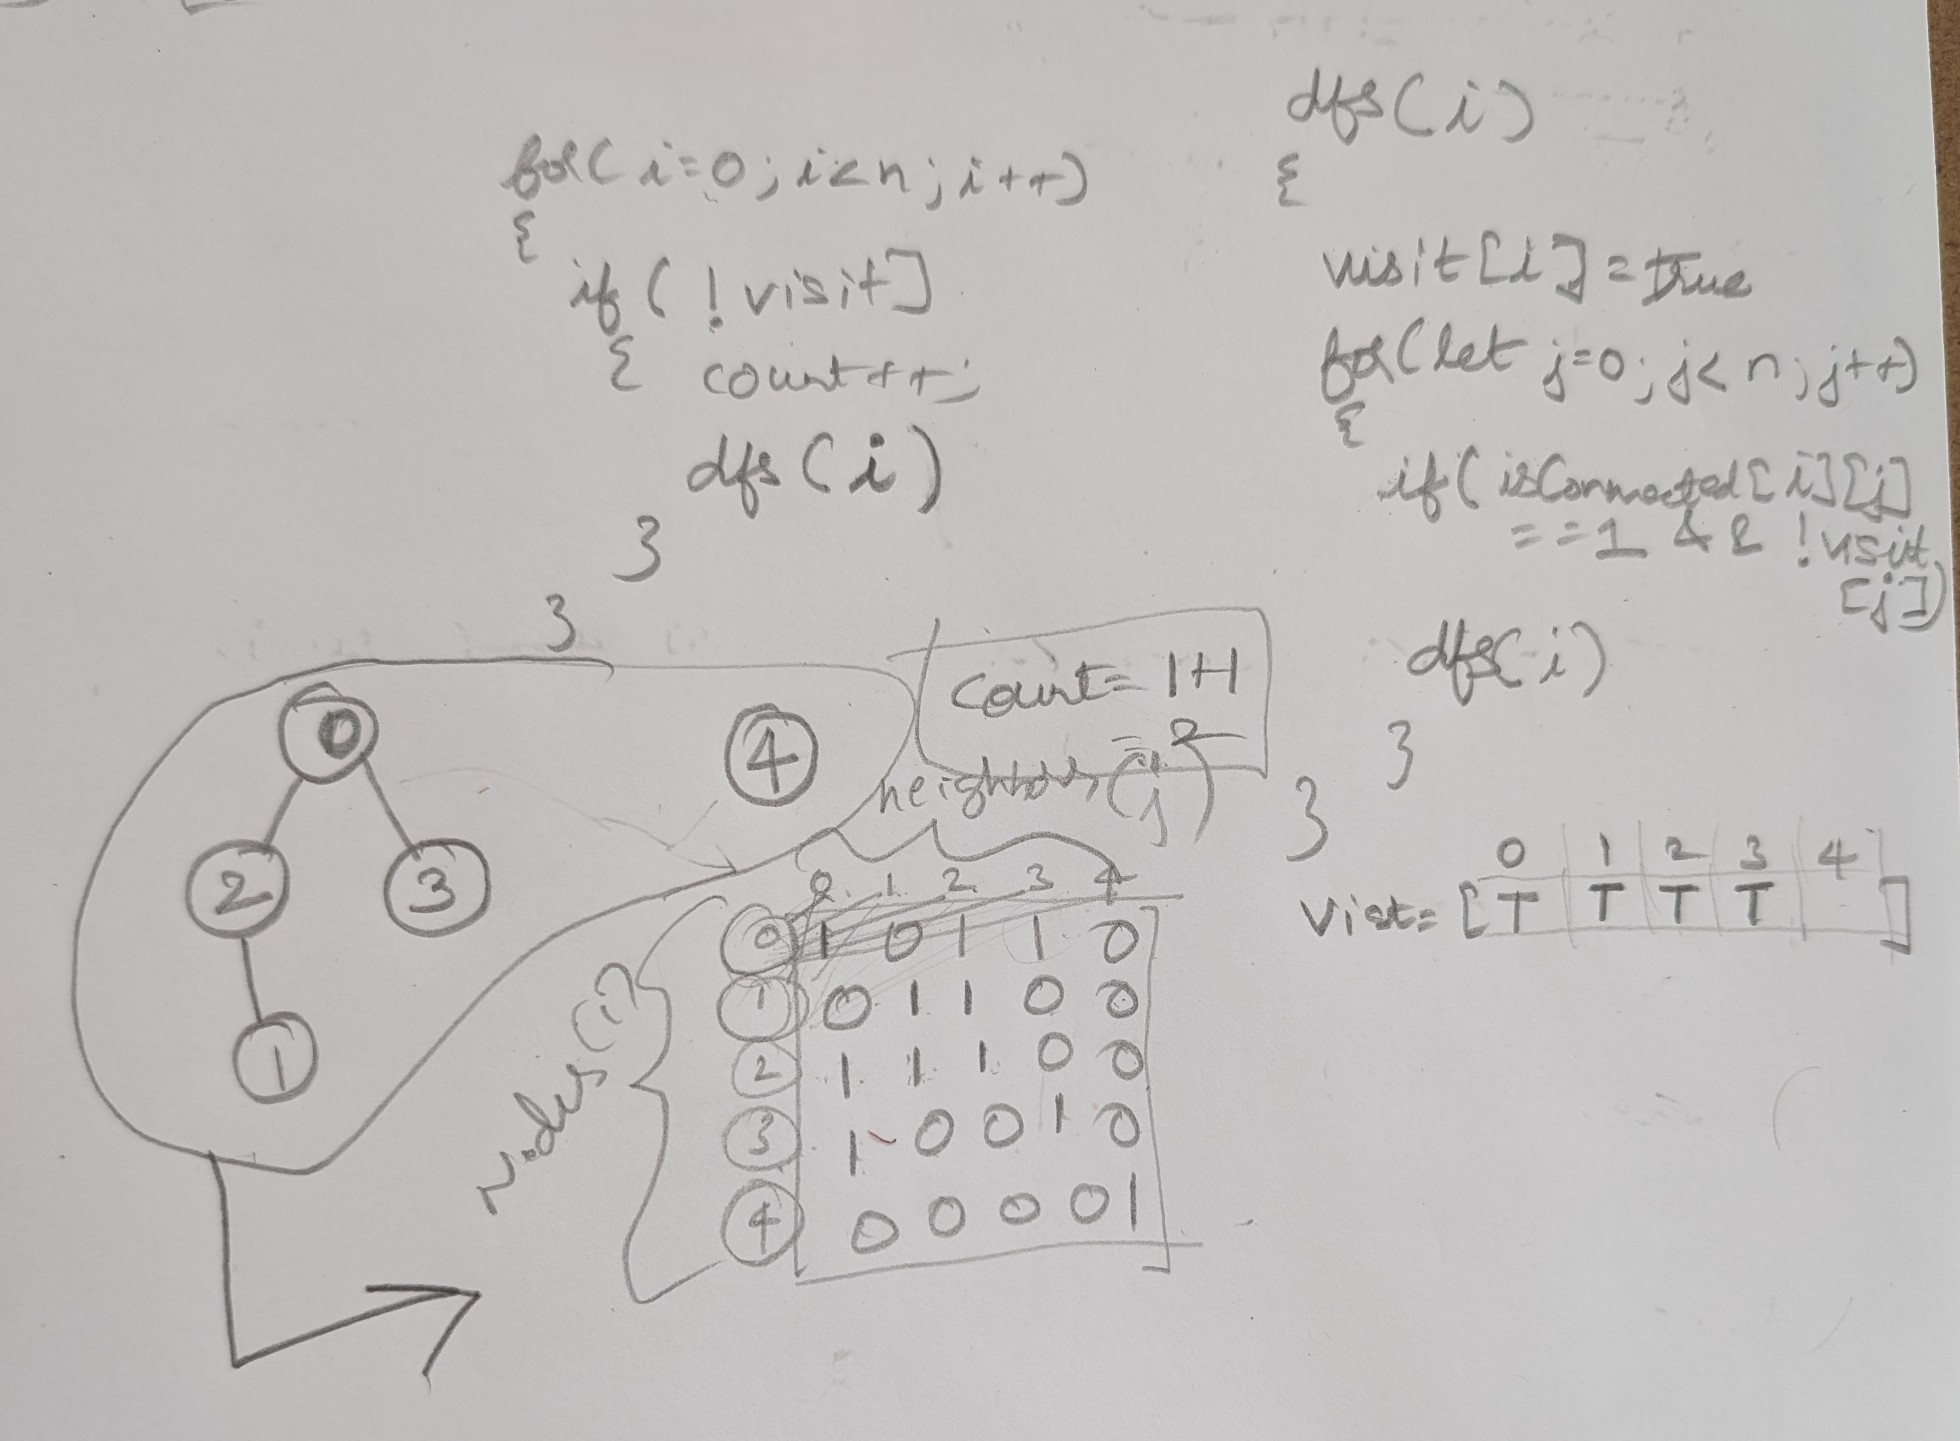 for( i=0 ; i<n ; i++)
{
if ( ! visit]
{ count++;
dfs ( i )
}
}
dfs ( i )
{
visit [i] = true
for( let j=0 ; j< n ; j++)
{
if ( isConnected [ i ] [ j ]
==1 && !visit
[j])
dfs( i )
}
}
count= 1+1
= 2
neighbours (j)
0
2 3
1
4
nodes (i)
0 1 2 3 4
0 1 0 1 1 0
1 0 1 1 0 0
2 1 1 1 0 0
3 1 0 0 1 0
4 0 0 0 0 1
0 1 2 3 4
Vist= [ T T T T ]